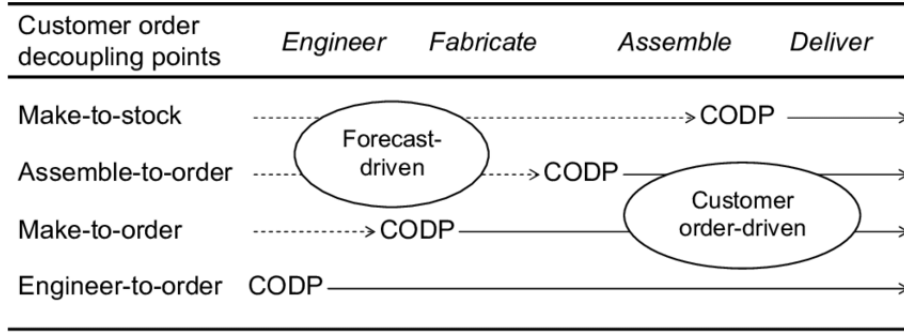 Customer order
decoupling points
Engineer Fabricate Assemble Deliver
Make-to-stock CODP
Forecast-
driven
Assemble-to-order CODP
Customer
order-driven
Make-to-order CODP
Engineer-to-order CODP